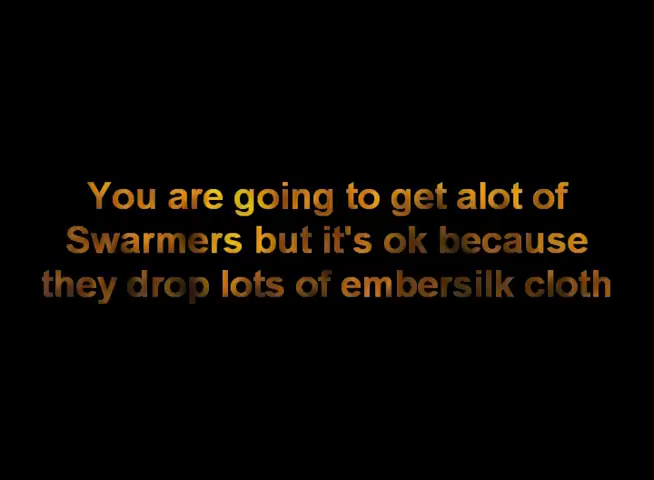 You are going to get alot of
Swarmers but it's ok because
they drop lots of embersilk cloth